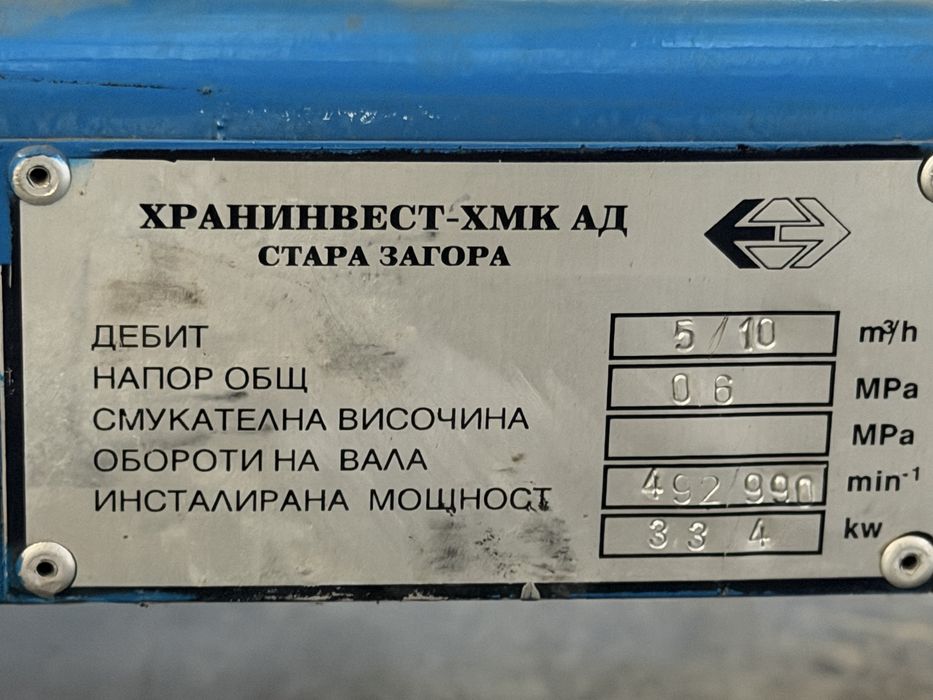 ХРАНИНВЕСТ-ХМК АД
СТАРА ЗАГОРА
ДЕБИТ 5/10 m³/h
НАПОР ОБЩ 0 6 MPa
СМУКАТЕЛНА ВИСОЧИНА MPa
ОБОРОТИ НА ВАЛА 492/990 min⁻¹
ИНСТАЛИРАНА МОЩНОСТ 3 3 / 4 kw